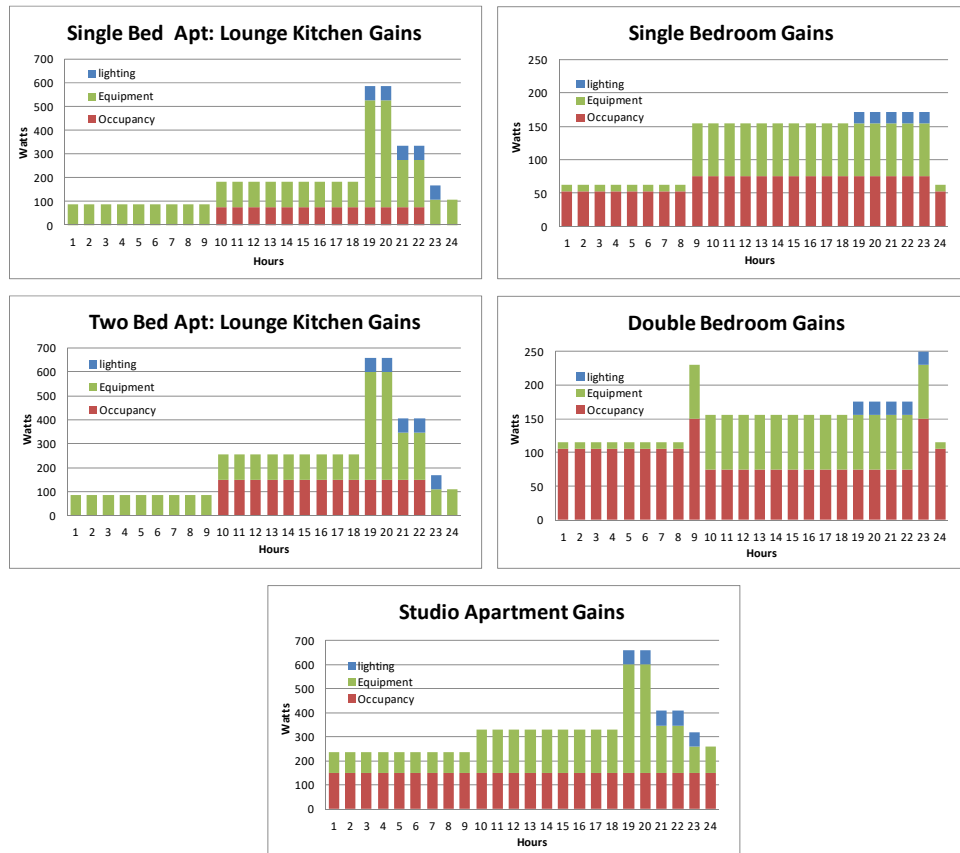 Single Bed Apt: Lounge Kitchen Gains
700
600
500
400
300
200
100
0
Watts
lighting
Equipment
Occupancy
1 2 3 4 5 6 7 8 9 10 11 12 13 14 15 16 17 18 19 20 21 22 23 24
Hours
Single Bedroom Gains
250
200
150
100
50
0
Watts
lighting
Equipment
Occupancy
1 2 3 4 5 6 7 8 9 10 11 12 13 14 15 16 17 18 19 20 21 22 23 24
Hours
Two Bed Apt: Lounge Kitchen Gains
700
600
500
400
300
200
100
0
Watts
lighting
Equipment
Occupancy
1 2 3 4 5 6 7 8 9 10 11 12 13 14 15 16 17 18 19 20 21 22 23 24
Hours
Double Bedroom Gains
250
200
150
100
50
0
Watts
lighting
Equipment
Occupancy
1 2 3 4 5 6 7 8 9 10 11 12 13 14 15 16 17 18 19 20 21 22 23 24
Hours
Studio Apartment Gains
700
600
500
400
300
200
100
0
Watts
lighting
Equipment
Occupancy
1 2 3 4 5 6 7 8 9 10 11 12 13 14 15 16 17 18 19 20 21 22 23 24
Hours